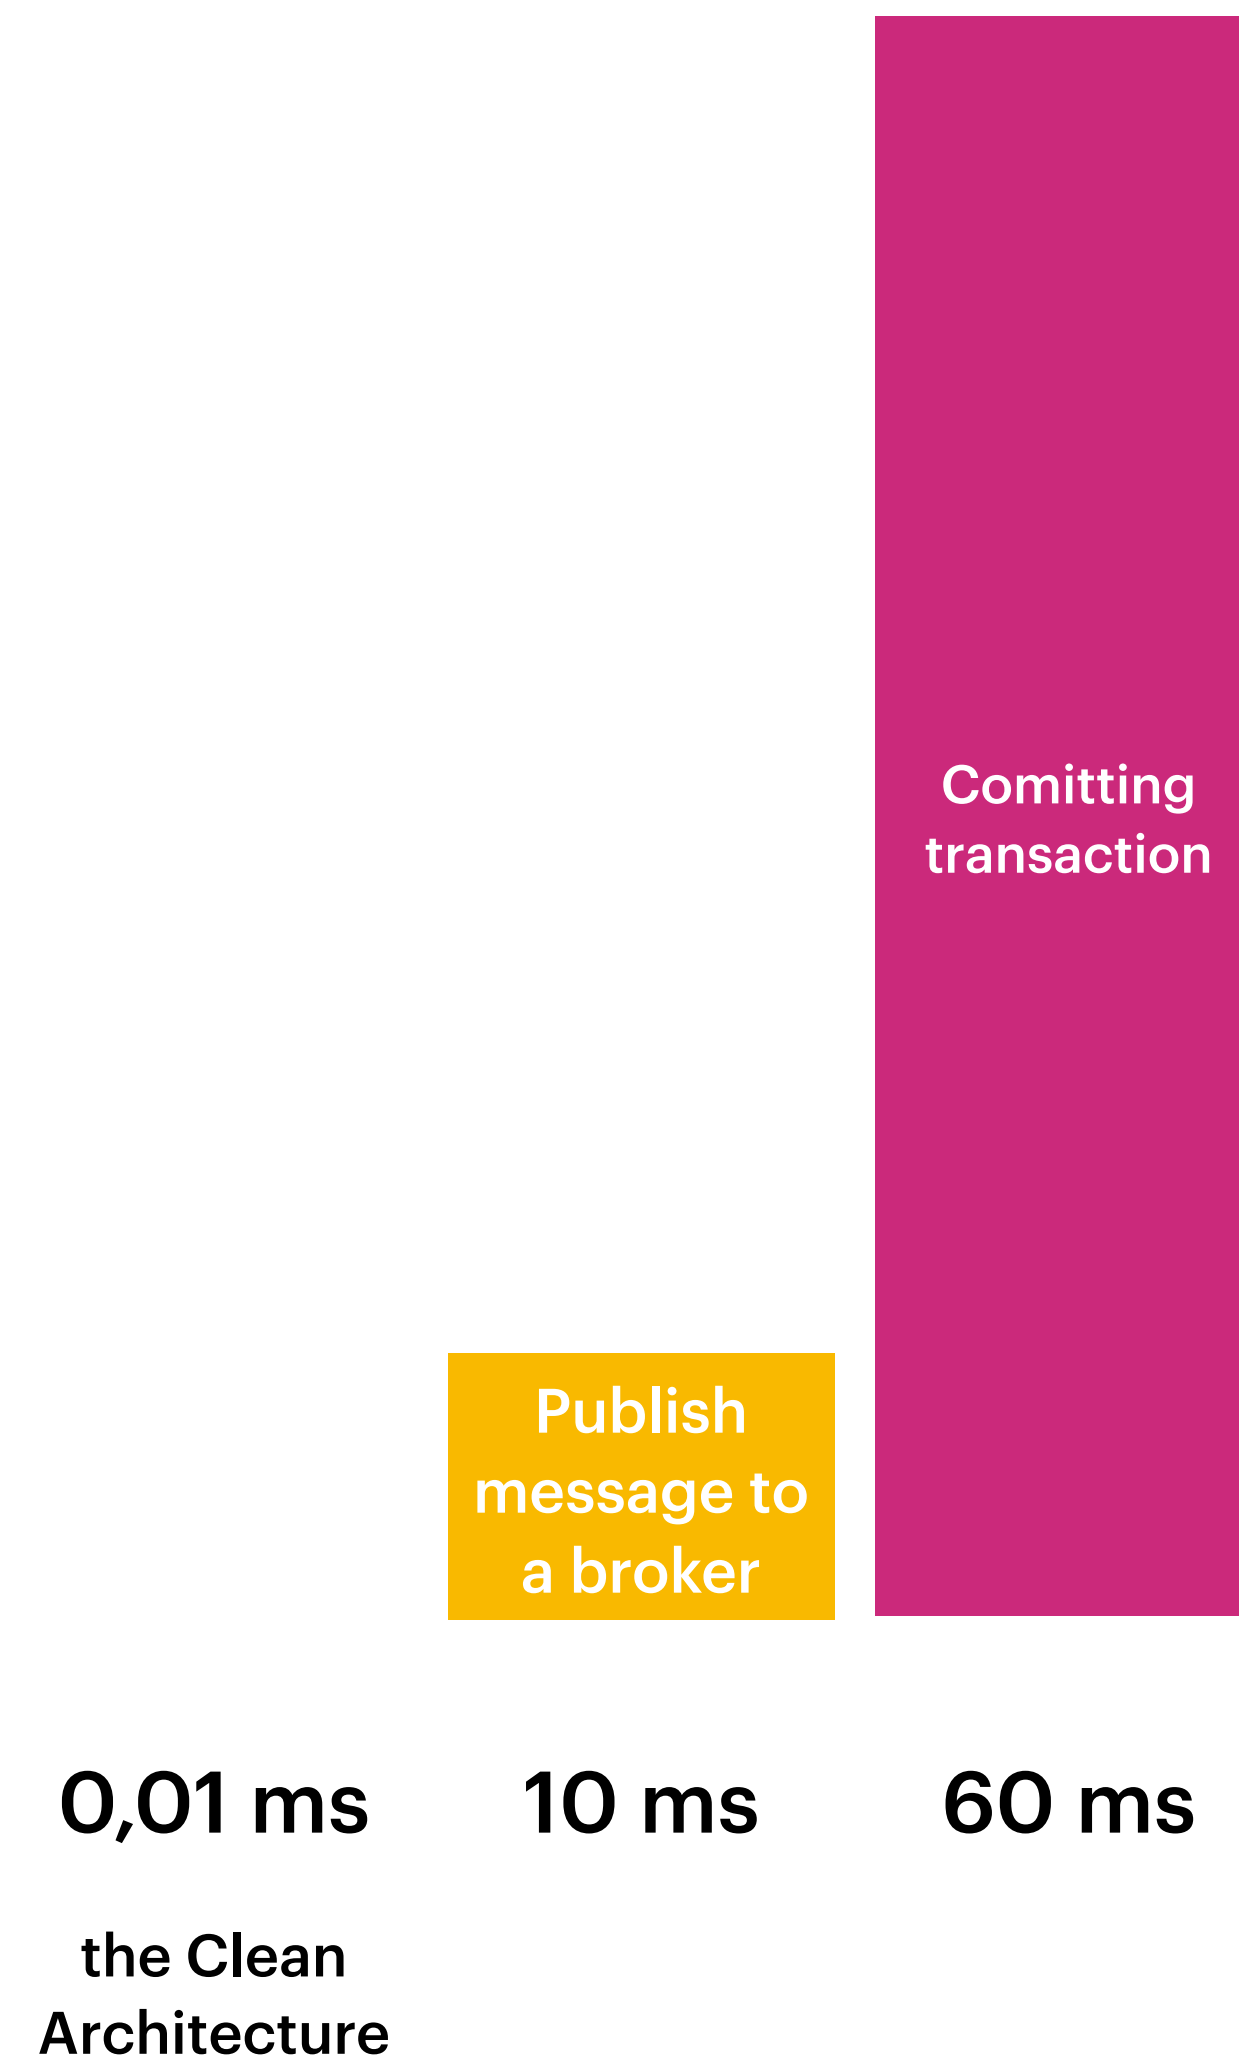 Comitting
transaction
Publish
message to
a broker
0,01 ms
10 ms
60 ms
the Clean
Architecture